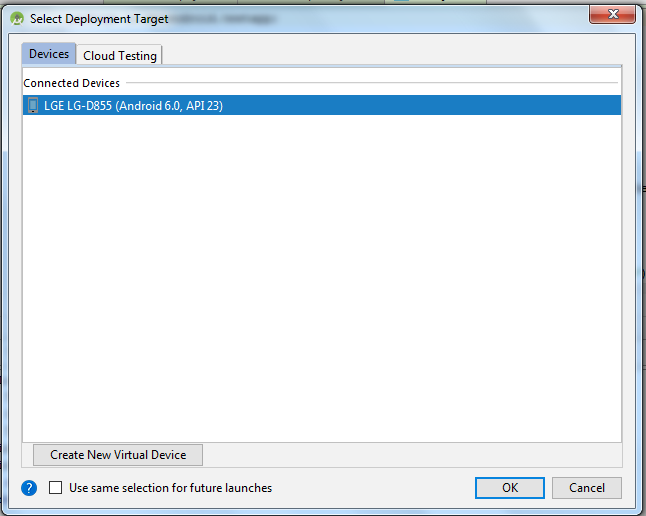 Select Deployment Target
Devices
Cloud Testing
Connected Devices
LGE LG-D855 (Android 6.0, API 23)
Create New Virtual Device
?
Use same selection for future launches
OK
Cancel